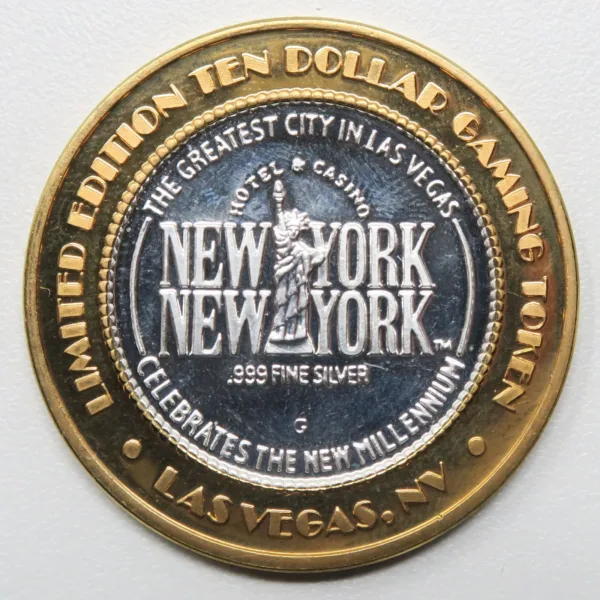 LIMITED EDITION TEN DOLLAR GAMING TOKEN
THE GREATEST CITY IN LAS VEGAS
HOTEL & CASINO
NEW YORK
NEW YORK™
.999 FINE SILVER
G
CELEBRATES THE NEW MILLENNIUM
• LAS VEGAS, NV •